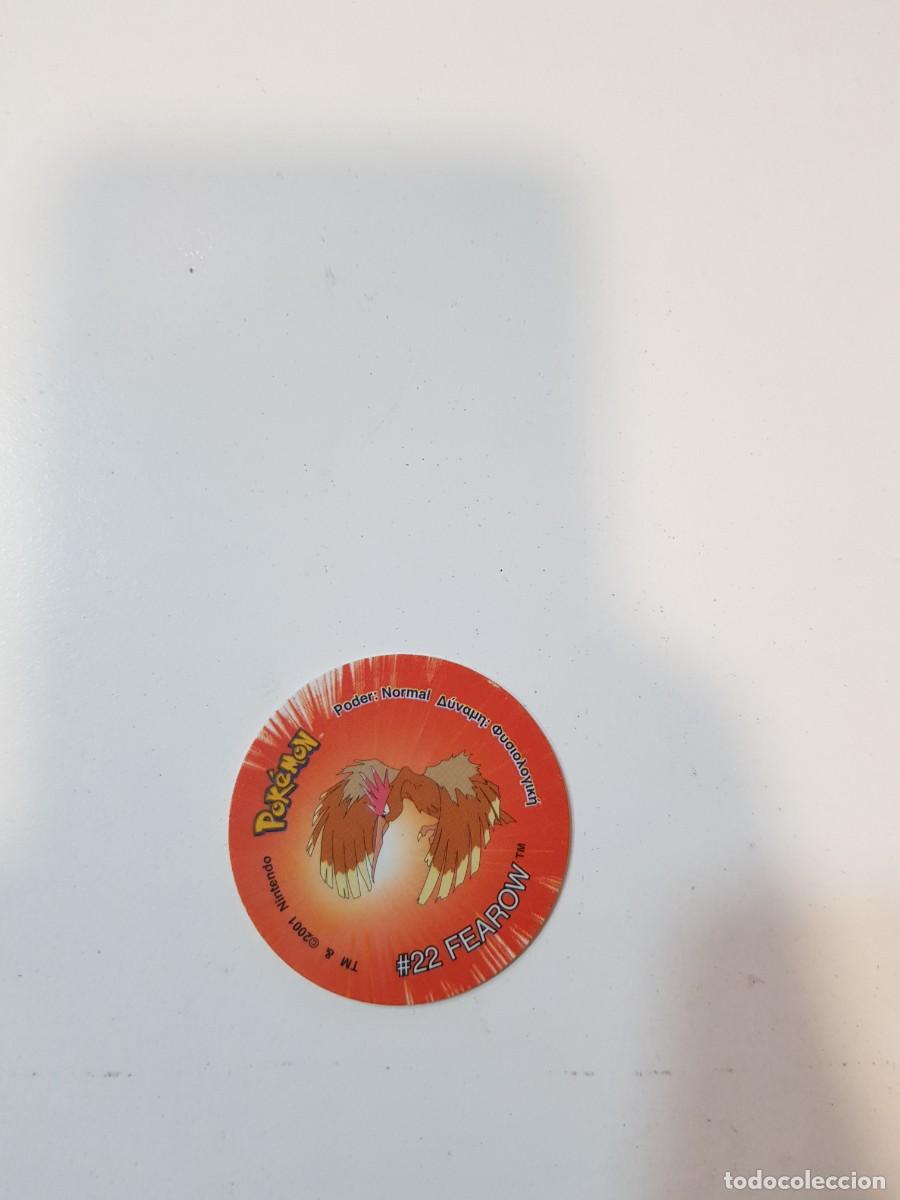 POKÉMON
Poder: Normal Δύναμη: Φυσιολογική
#22 FEAROW™
TM & ©2001 Nintendo
todocoleccion